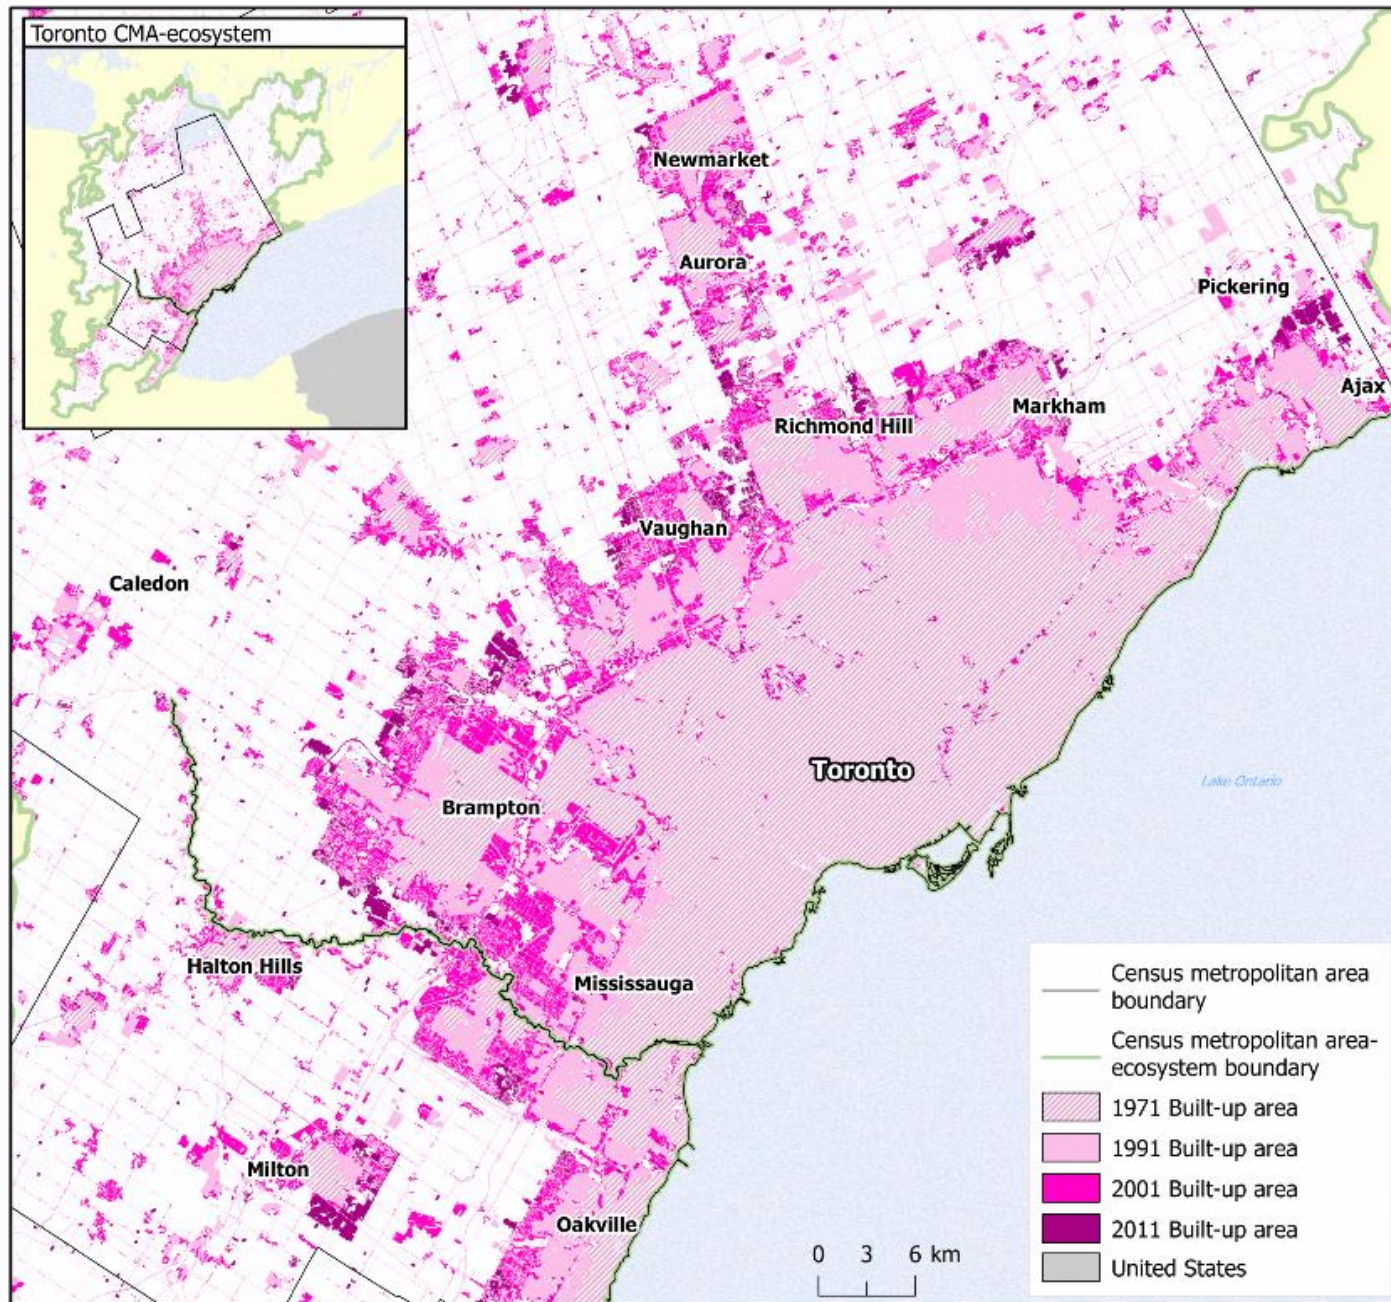 Toronto CMA-ecosystem
Newmarket
Aurora
Pickering
Ajax
Markham
Richmond Hill
Vaughan
Caledon
Toronto
Lake Ontario
Brampton
Halton Hills
Mississauga
Milton
Oakville
Census metropolitan area
boundary
Census metropolitan area-
ecosystem boundary
1971 Built-up area
1991 Built-up area
2001 Built-up area
2011 Built-up area
United States
0 3 6 km